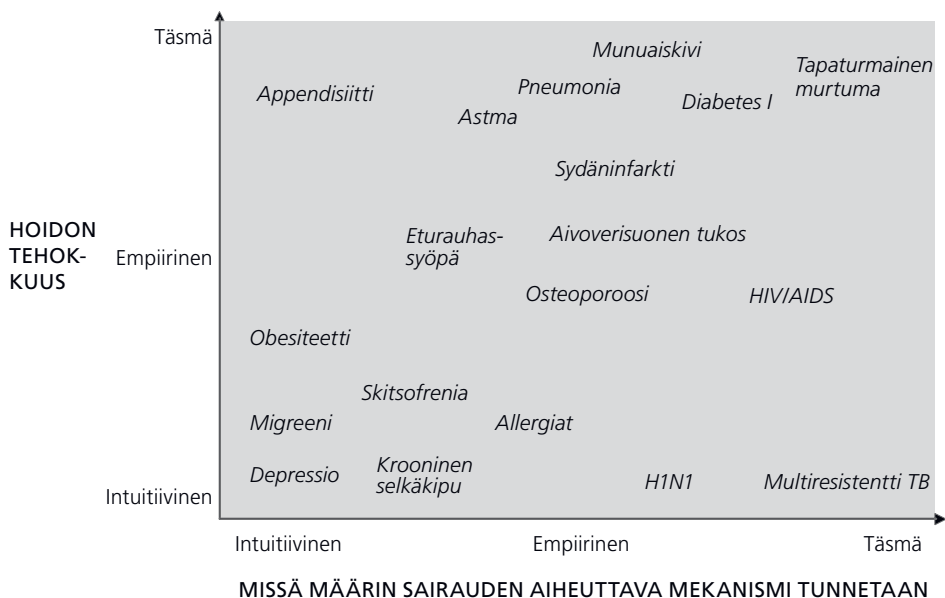 Täsmä
Munuaiskivi
Tapaturmainen
murtuma
Appendisiitti
Pneumonia
Diabetes I
Astma
Sydäninfarkti
HOIDON
TEHOK-
KUUS
Empiirinen
Eturauhas-
syöpä
Aivoverisuonen tukos
Osteoporoosi
HIV/AIDS
Obesiteetti
Skitsofrenia
Migreeni
Allergiat
Depressio
Krooninen
selkäkipu
H1N1
Multiresistentti TB
Intuitiivinen
Intuitiivinen
Empiirinen
Täsmä
MISSÄ MÄÄRIN SAIRAUDEN AIHEUTTAVA MEKANISMI TUNNETAAN